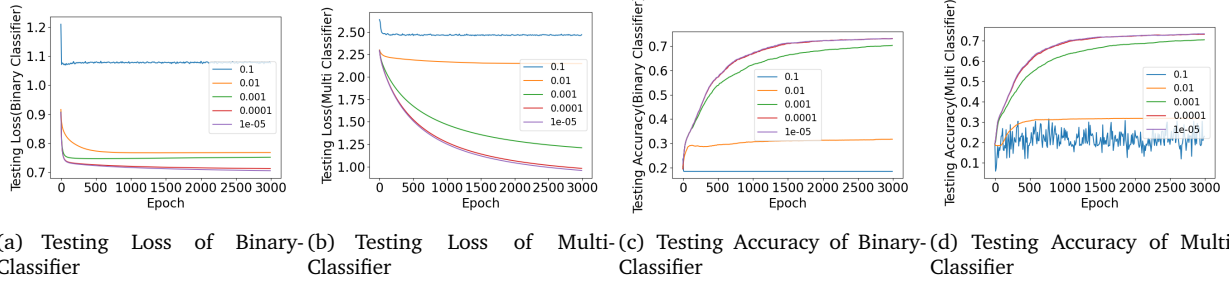 Testing Loss(Binary Classifier)
1.2
1.1
1.0
0.9
0.8
0.7
0 500 1000 1500 2000 2500 3000
Epoch
0.1
0.01
0.001
0.0001
1e-05
Testing Loss(Multi Classifier)
2.50
2.25
2.00
1.75
1.50
1.25
1.00
0 500 1000 1500 2000 2500 3000
Epoch
0.1
0.01
0.001
0.0001
1e-05
Testing Accuracy(Binary Classifier)
0.7
0.6
0.5
0.4
0.3
0.2
0 500 1000 1500 2000 2500 3000
Epoch
0.1
0.01
0.001
0.0001
1e-05
Testing Accuracy(Multi Classifier)
0.7
0.6
0.5
0.4
0.3
0.2
0.1
0 500 1000 1500 2000 2500 3000
Epoch
0.1
0.01
0.001
0.0001
1e-05
(a) Testing Loss of Binary-
Classifier
(b) Testing Loss of Multi-
Classifier
(c) Testing Accuracy of Binary-
Classifier
(d) Testing Accuracy of Multi
Classifier